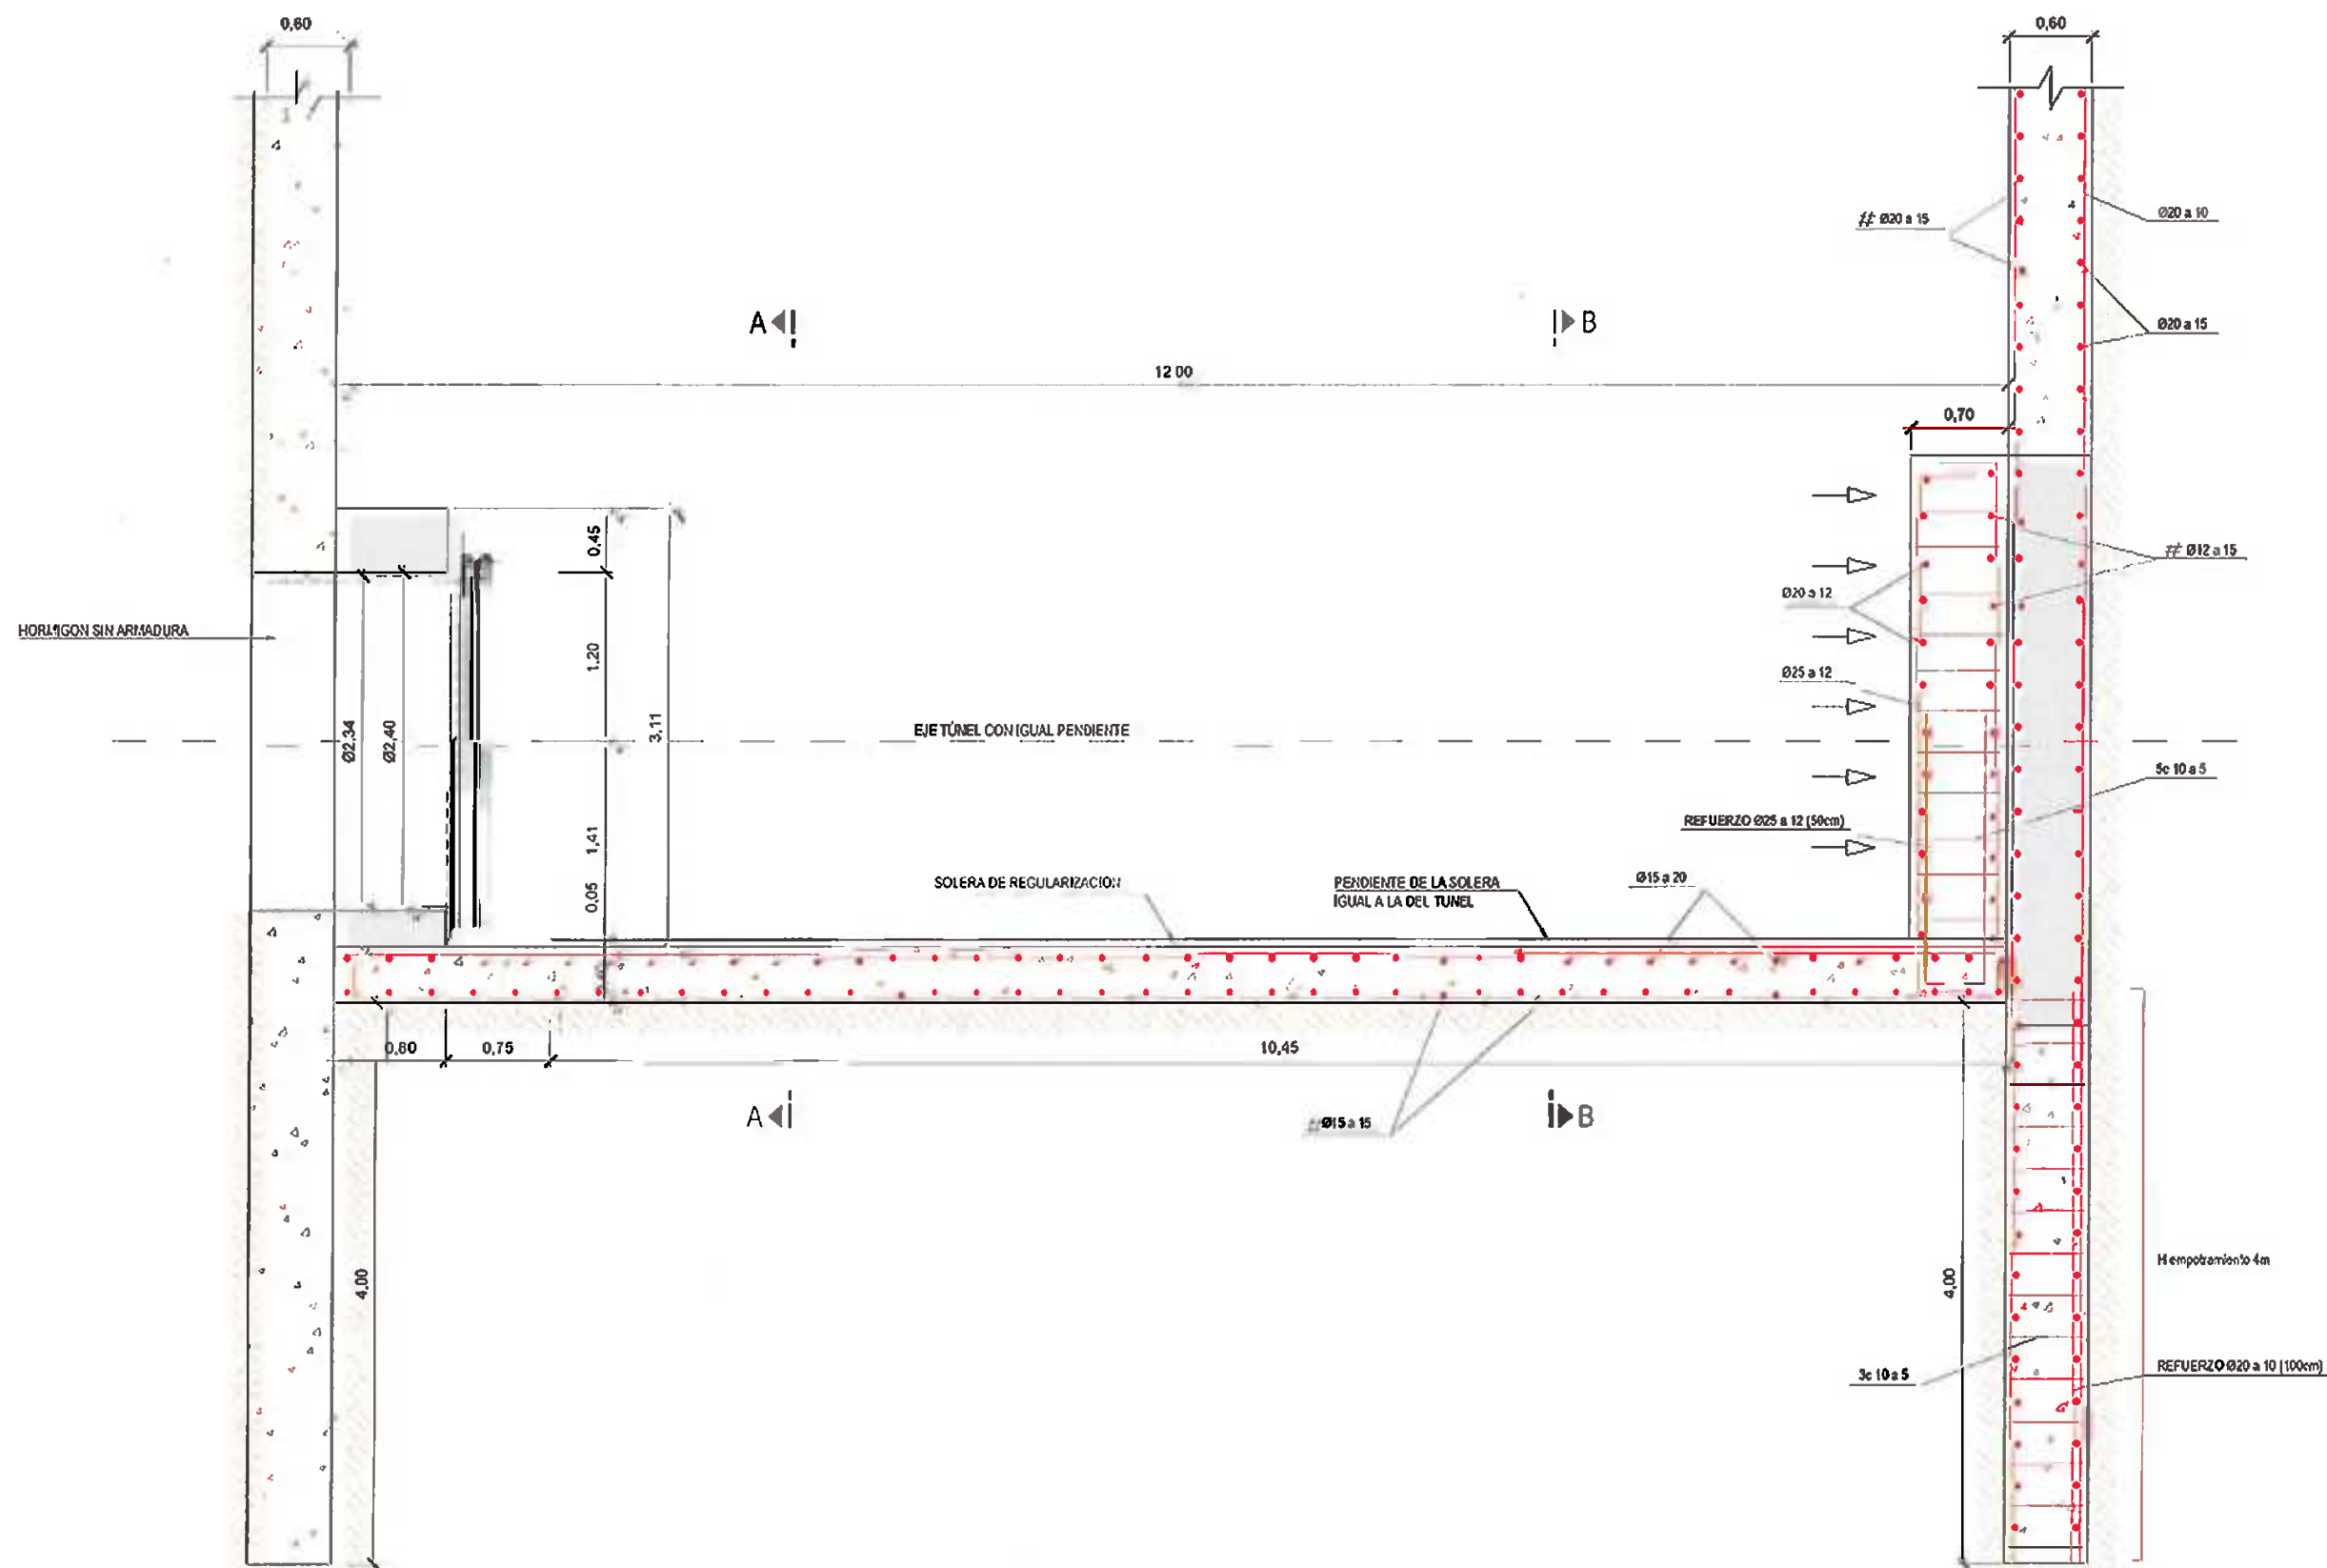 0,60
0,60
# Ø20 a 15
Ø20 a 10
A
B
Ø20 a 15
12 00
0,70
0,45
# Ø12 a 15
Ø20 a 12
HORMIGON SIN ARMADURA
1.20
Ø25 a 12
Ø2,34
Ø2,40
3,11
EJE TÚNEL CON IGUAL PENDIENTE
5c 10 a 5
REFUERZO Ø25 a 12 (50cm)
1,41
0,05
SOLERA DE REGULARIZACION
PENDIENTE DE LA SOLERA
IGUAL A LA DEL TUNEL
Ø15 a 20
0,80
0,75
10,45
A
B
# Ø15 a 15
4,00
4,00
H empotramiento 4m
3c 10 a 5
REFUERZO Ø20 a 10 (100cm)